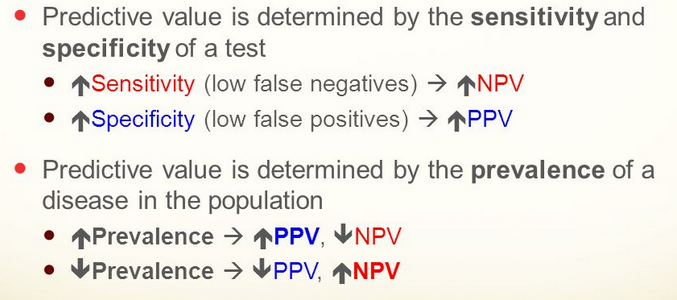 • Predictive value is determined by the sensitivity and
specificity of a test
• ↑Sensitivity (low false negatives) → ↑NPV
• ↑Specificity (low false positives) → ↑PPV
• Predictive value is determined by the prevalence of a
disease in the population
• ↑Prevalence → ↑PPV, ↓NPV
• ↓Prevalence → ↓PPV, ↑NPV